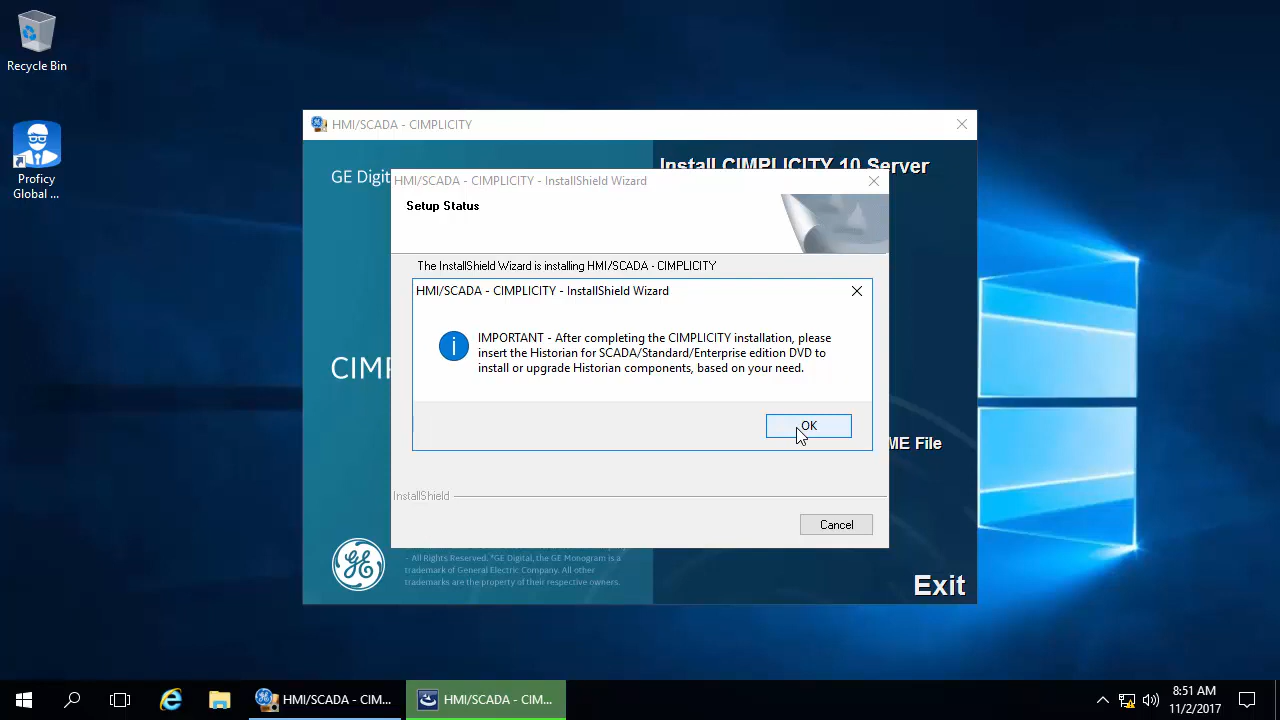 Recycle Bin
Proficy
Global ...
HMI/SCADA - CIMPLICITY
GE Digit
Install CIMPLICITY 10 Server
HMI/SCADA - CIMPLICITY - InstallShield Wizard
Setup Status
The InstallShield Wizard is installing HMI/SCADA - CIMPLICITY
HMI/SCADA - CIMPLICITY - InstallShield Wizard
IMPORTANT - After completing the CIMPLICITY installation, please
insert the Historian for SCADA/Standard/Enterprise edition DVD to
install or upgrade Historian components, based on your need.
OK
CIMP
ME File
InstallShield
Cancel
- All Rights Reserved. *GE Digital, the GE Monogram is a
trademark of General Electric Company. All other
trademarks are the property of their respective owners.
Exit
HMI/SCADA - CIM...
HMI/SCADA - CIM...
8:51 AM
11/2/2017